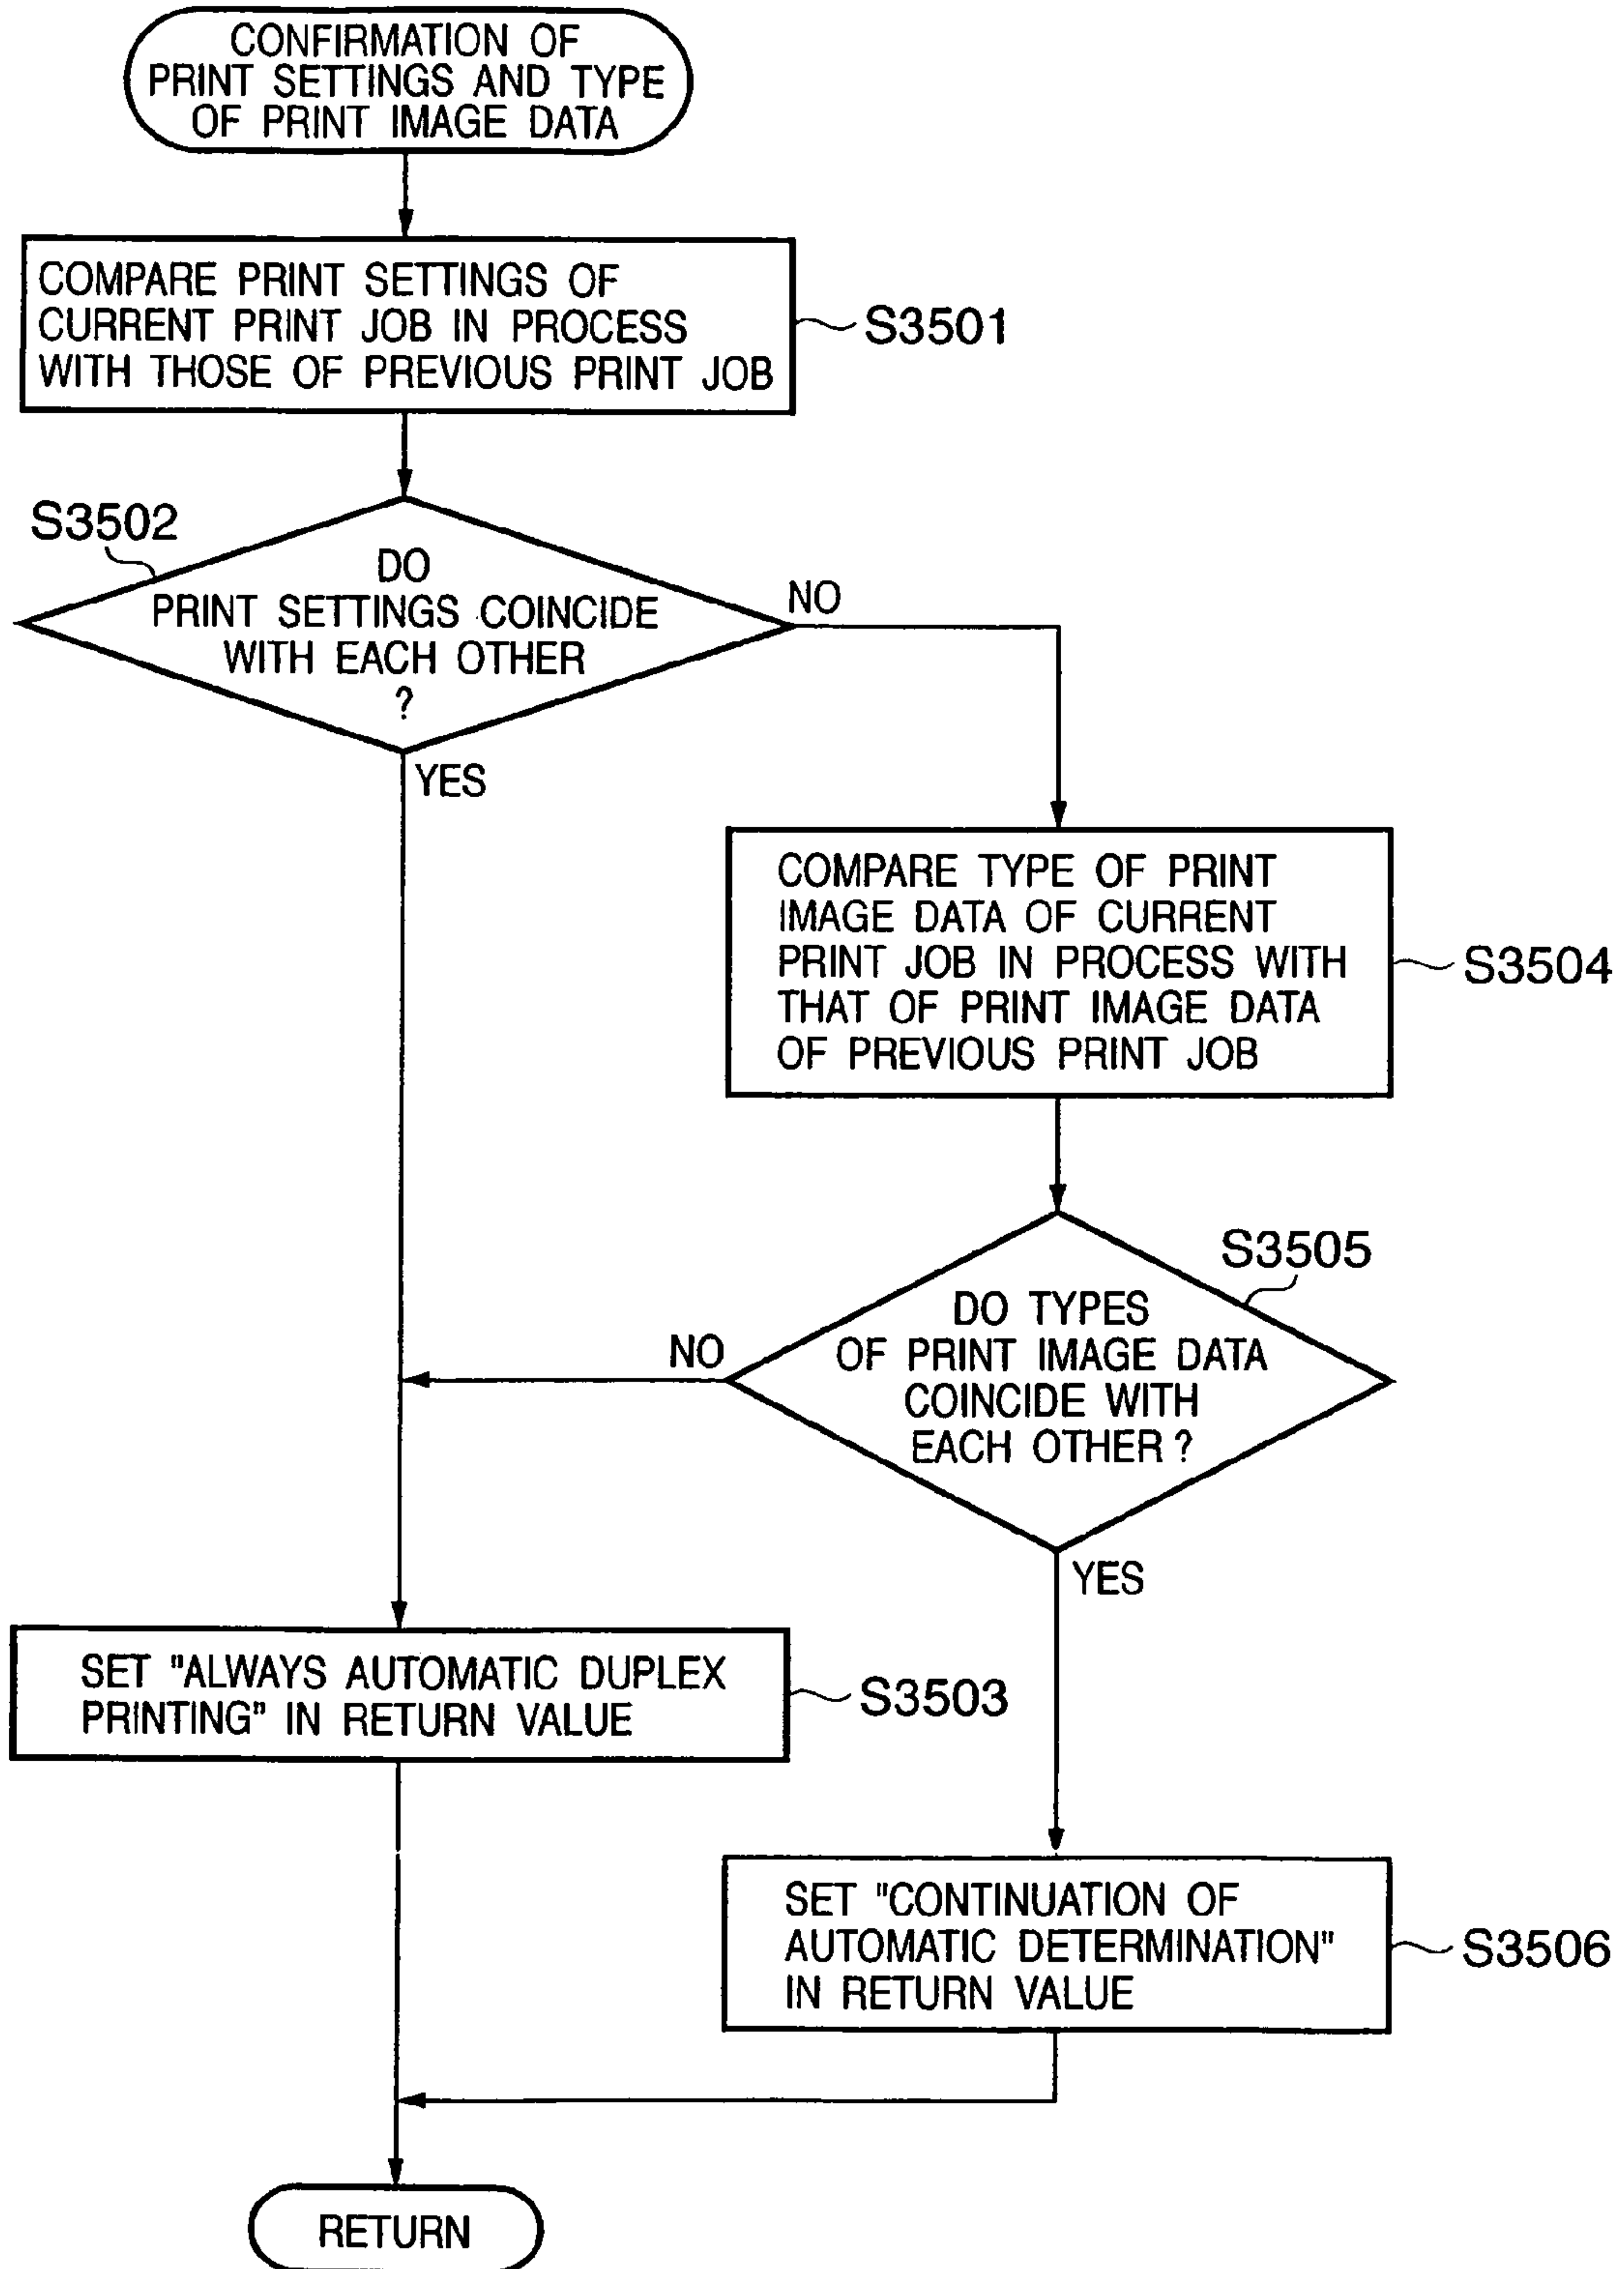 CONFIRMATION OF
PRINT SETTINGS AND TYPE
OF PRINT IMAGE DATA
COMPARE PRINT SETTINGS OF
CURRENT PRINT JOB IN PROCESS
WITH THOSE OF PREVIOUS PRINT JOB
S3501
S3502
DO
PRINT SETTINGS COINCIDE
WITH EACH OTHER
?
NO
YES
COMPARE TYPE OF PRINT
IMAGE DATA OF CURRENT
PRINT JOB IN PROCESS WITH
THAT OF PRINT IMAGE DATA
OF PREVIOUS PRINT JOB
S3504
S3505
DO TYPES
OF PRINT IMAGE DATA
COINCIDE WITH
EACH OTHER ?
NO
YES
SET "ALWAYS AUTOMATIC DUPLEX
PRINTING" IN RETURN VALUE
S3503
SET "CONTINUATION OF
AUTOMATIC DETERMINATION"
IN RETURN VALUE
S3506
RETURN